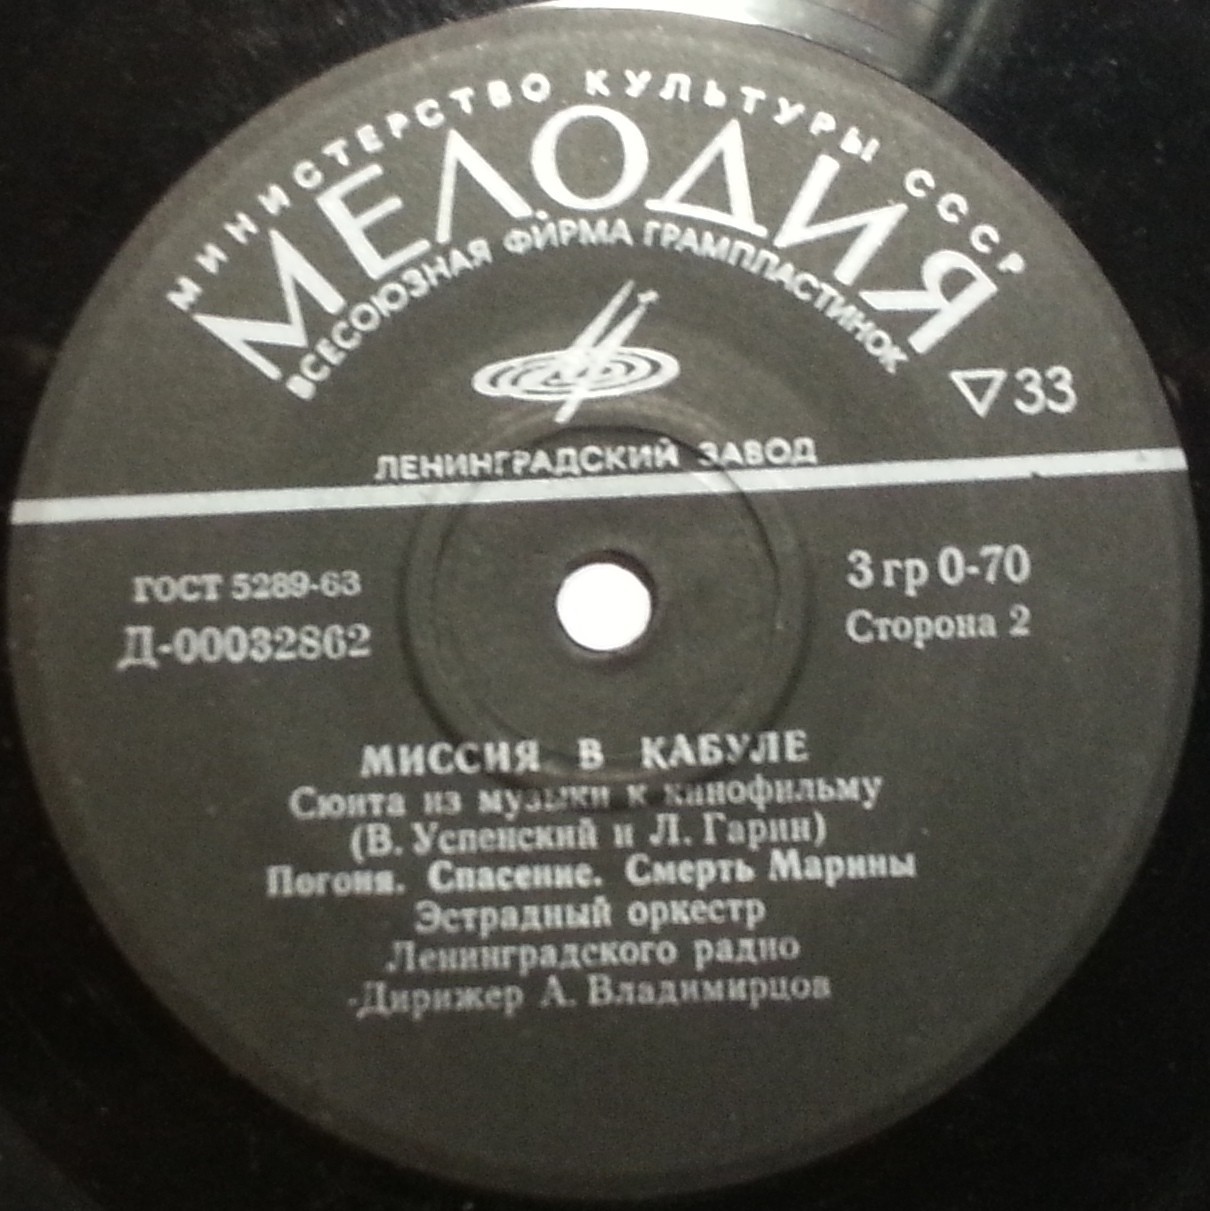 МИНИСТЕРСТВО КУЛЬТУРЫ СССР
МЕЛОДИЯ
ВСЕСОЮЗНАЯ ФИРМА ГРАМПЛАСТИНОК
▽33
ЛЕНИНГРАДСКИЙ ЗАВОД
ГОСТ 5289-63
Д-00032862
3 гр 0-70
Сторона 2
МИССИЯ В КАБУЛЕ
Сюита из музыки к кинофильму
(В. Успенский и Л. Гарин)
Погоня. Спасение. Смерть Марины
Эстрадный оркестр
Ленинградского радио
Дирижер А. Владимирцов